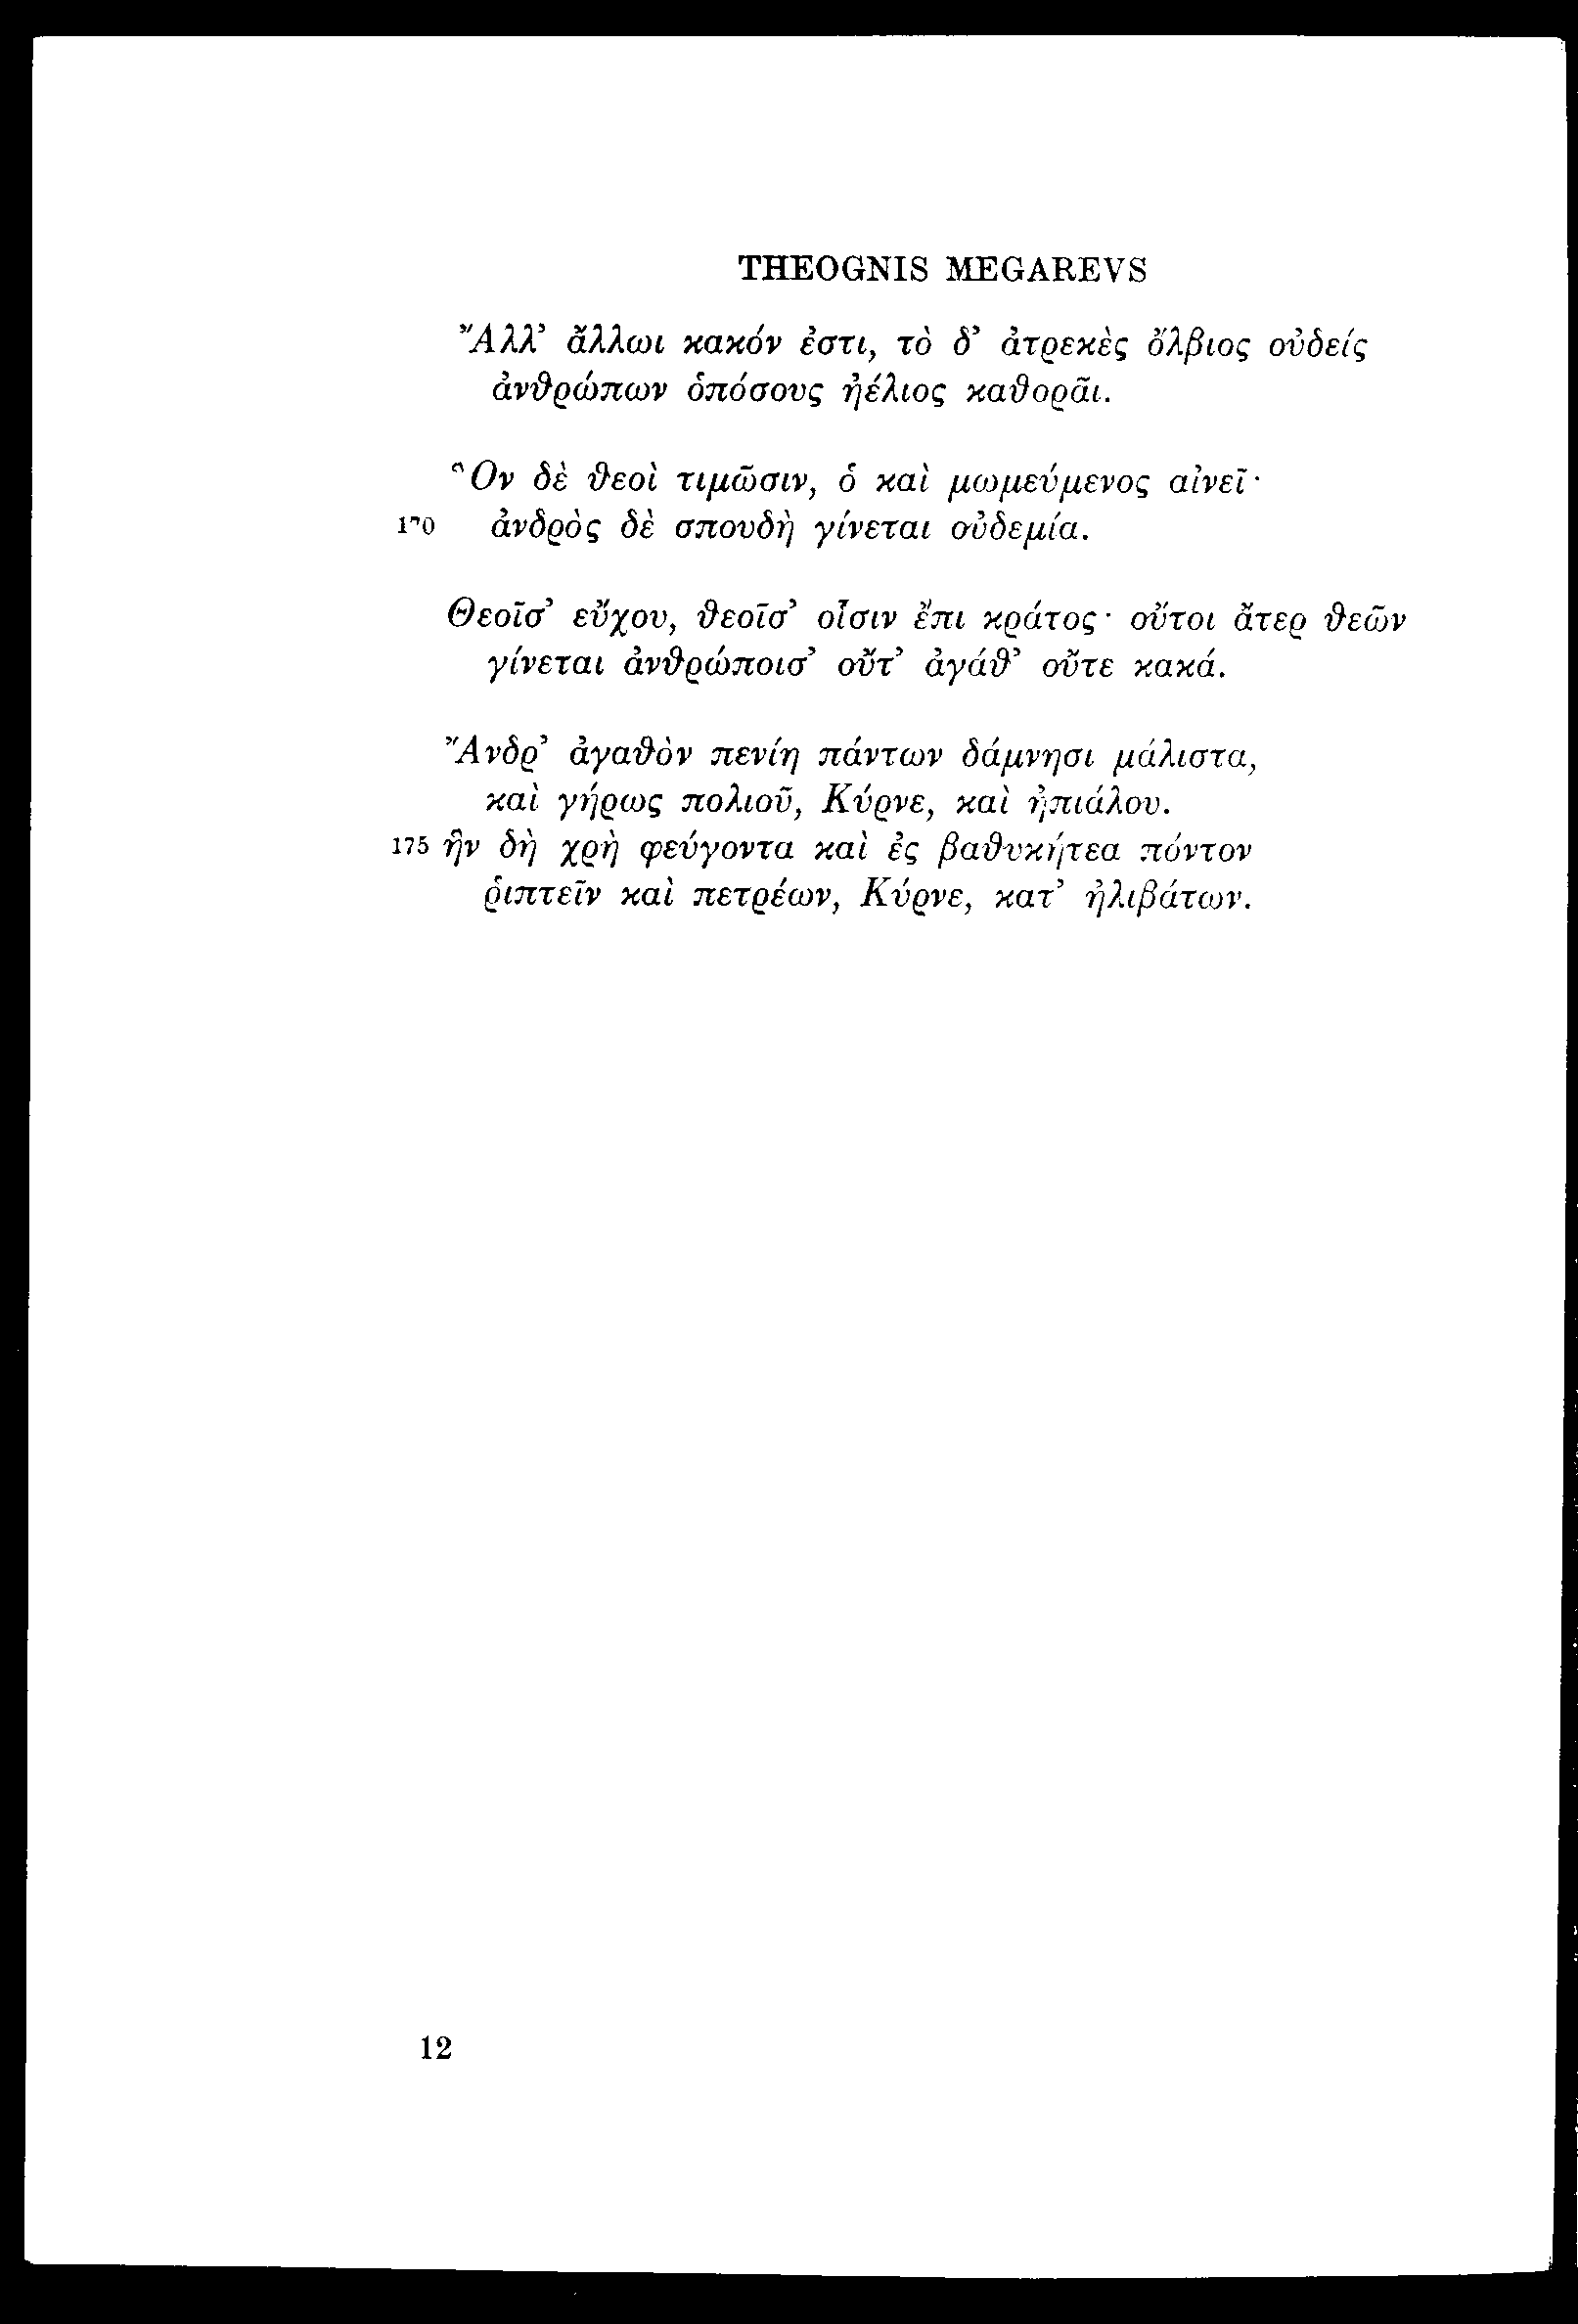 THEOGNIS MEGAREVS
Ἄλλ’ ἄλλωι κακόν ἐστι, τὸ δ’ ἀτρεκὲς ὄλβιος οὐδείς
ἀνθρώπων ὁπόσους ἠέλιος καθορᾶι.
Ὃν δὲ θεοὶ τιμῶσιν, ὁ καὶ μωμεύμενος αἰνεῖ·
170 ἀνδρὸς δὲ σπουδὴ γίνεται οὐδεμία.
Θεοῖσ’ εὔχου, θεοῖσ’ οἷσιν ἔπι κράτος· οὔτοι ἄτερ θεῶν
γίνεται ἀνθρώποισ’ οὔτ’ ἀγάθ’ οὔτε κακά.
Ἄνδρ’ ἀγαθὸν πενίη πάντων δάμνησι μάλιστα,
καὶ γήρως πολιοῦ, Κύρνε, καὶ ἠπιάλου.
175 ἣν δὴ χρὴ φεύγοντα καὶ ἐς βαθυκήτεα πόντον
ῥιπτεῖν καὶ πετρέων, Κύρνε, κατ’ ἠλιβάτων.
12